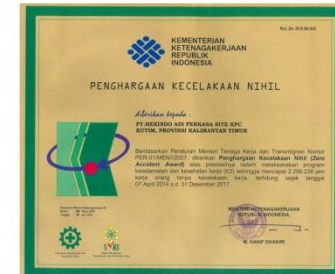 KEMENTERIAN
KETENAGAKERJAAN
REPUBLIK
INDONESIA
PENGHARGAAN KECELAKAAN NIHIL
diberikan kepada :
PT.HEXINDO ADI PERKASA SITE KPC
KUTIM, PROVINSI KALIMANTAN TIMUR
Berdasarkan Peraturan Menteri Tenaga Kerja dan Transmigrasi Nomor
PER-01/MEN/I/2007, diberikan Penghargaan Kecelakaan Nihil (Zero
Accident Award) atas prestasinya dalam melaksanakan program
keselamatan dan kesehatan kerja (K3) sehingga mencapai 2.296.236 jam
kerja orang tanpa kecelakaan kerja, terhitung sejak tanggal
07 April 2014 s.d. 31 Desember 2017.
MENTERI KETENAGAKERJAAN
REPUBLIK INDONESIA,
M. HANIF DHAKIRI